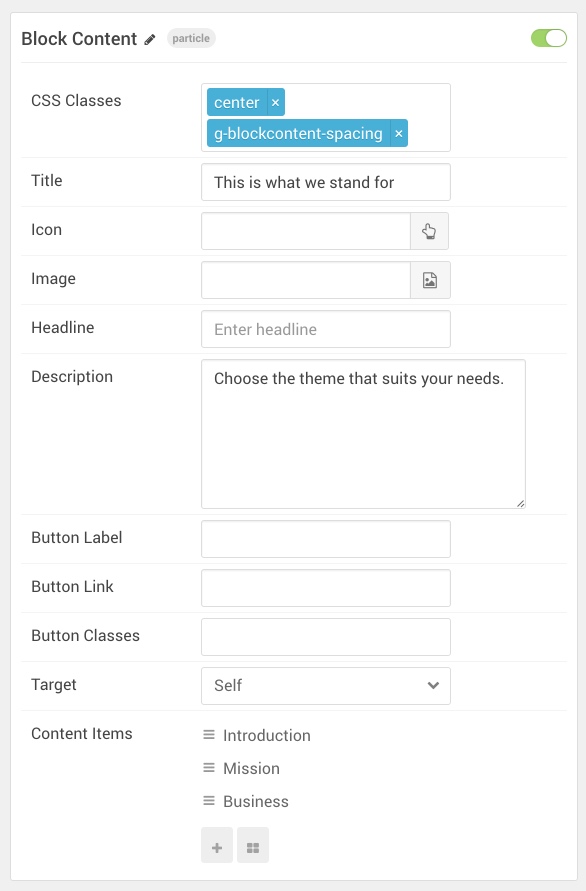 Block Content particle
CSS Classes
center ×
g-blockcontent-spacing ×
Title This is what we stand for
Icon
Image
Headline Enter headline
Description Choose the theme that suits your needs.
Button Label
Button Link
Button Classes
Target Self
Content Items Introduction
Mission
Business